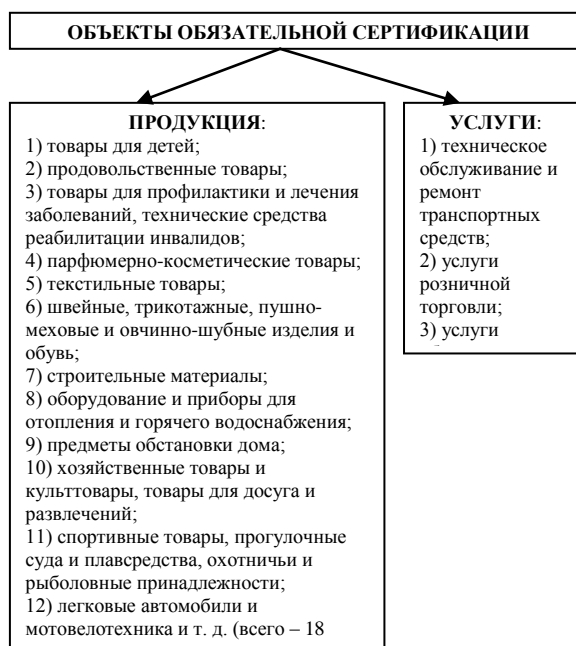 ОБЪЕКТЫ ОБЯЗАТЕЛЬНОЙ СЕРТИФИКАЦИИ
ПРОДУКЦИЯ:
1) товары для детей;
2) продовольственные товары;
3) товары для профилактики и лечения
заболеваний, технические средства
реабилитации инвалидов;
4) парфюмерно-косметические товары;
5) текстильные товары;
6) швейные, трикотажные, пушно-
меховые и овчинно-шубные изделия и
обувь;
7) строительные материалы;
8) оборудование и приборы для
отопления и горячего водоснабжения;
9) предметы обстановки дома;
10) хозяйственные товары и
культтовары, товары для досуга и
развлечений;
11) спортивные товары, прогулочные
суда и плавсредства, охотничьи и
рыболовные принадлежности;
12) легковые автомобили и
мотовелотехника и т. д. (всего – 18
УСЛУГИ:
1) техническое
обслуживание и
ремонт
транспортных
средств;
2) услуги
розничной
торговли;
3) услуги